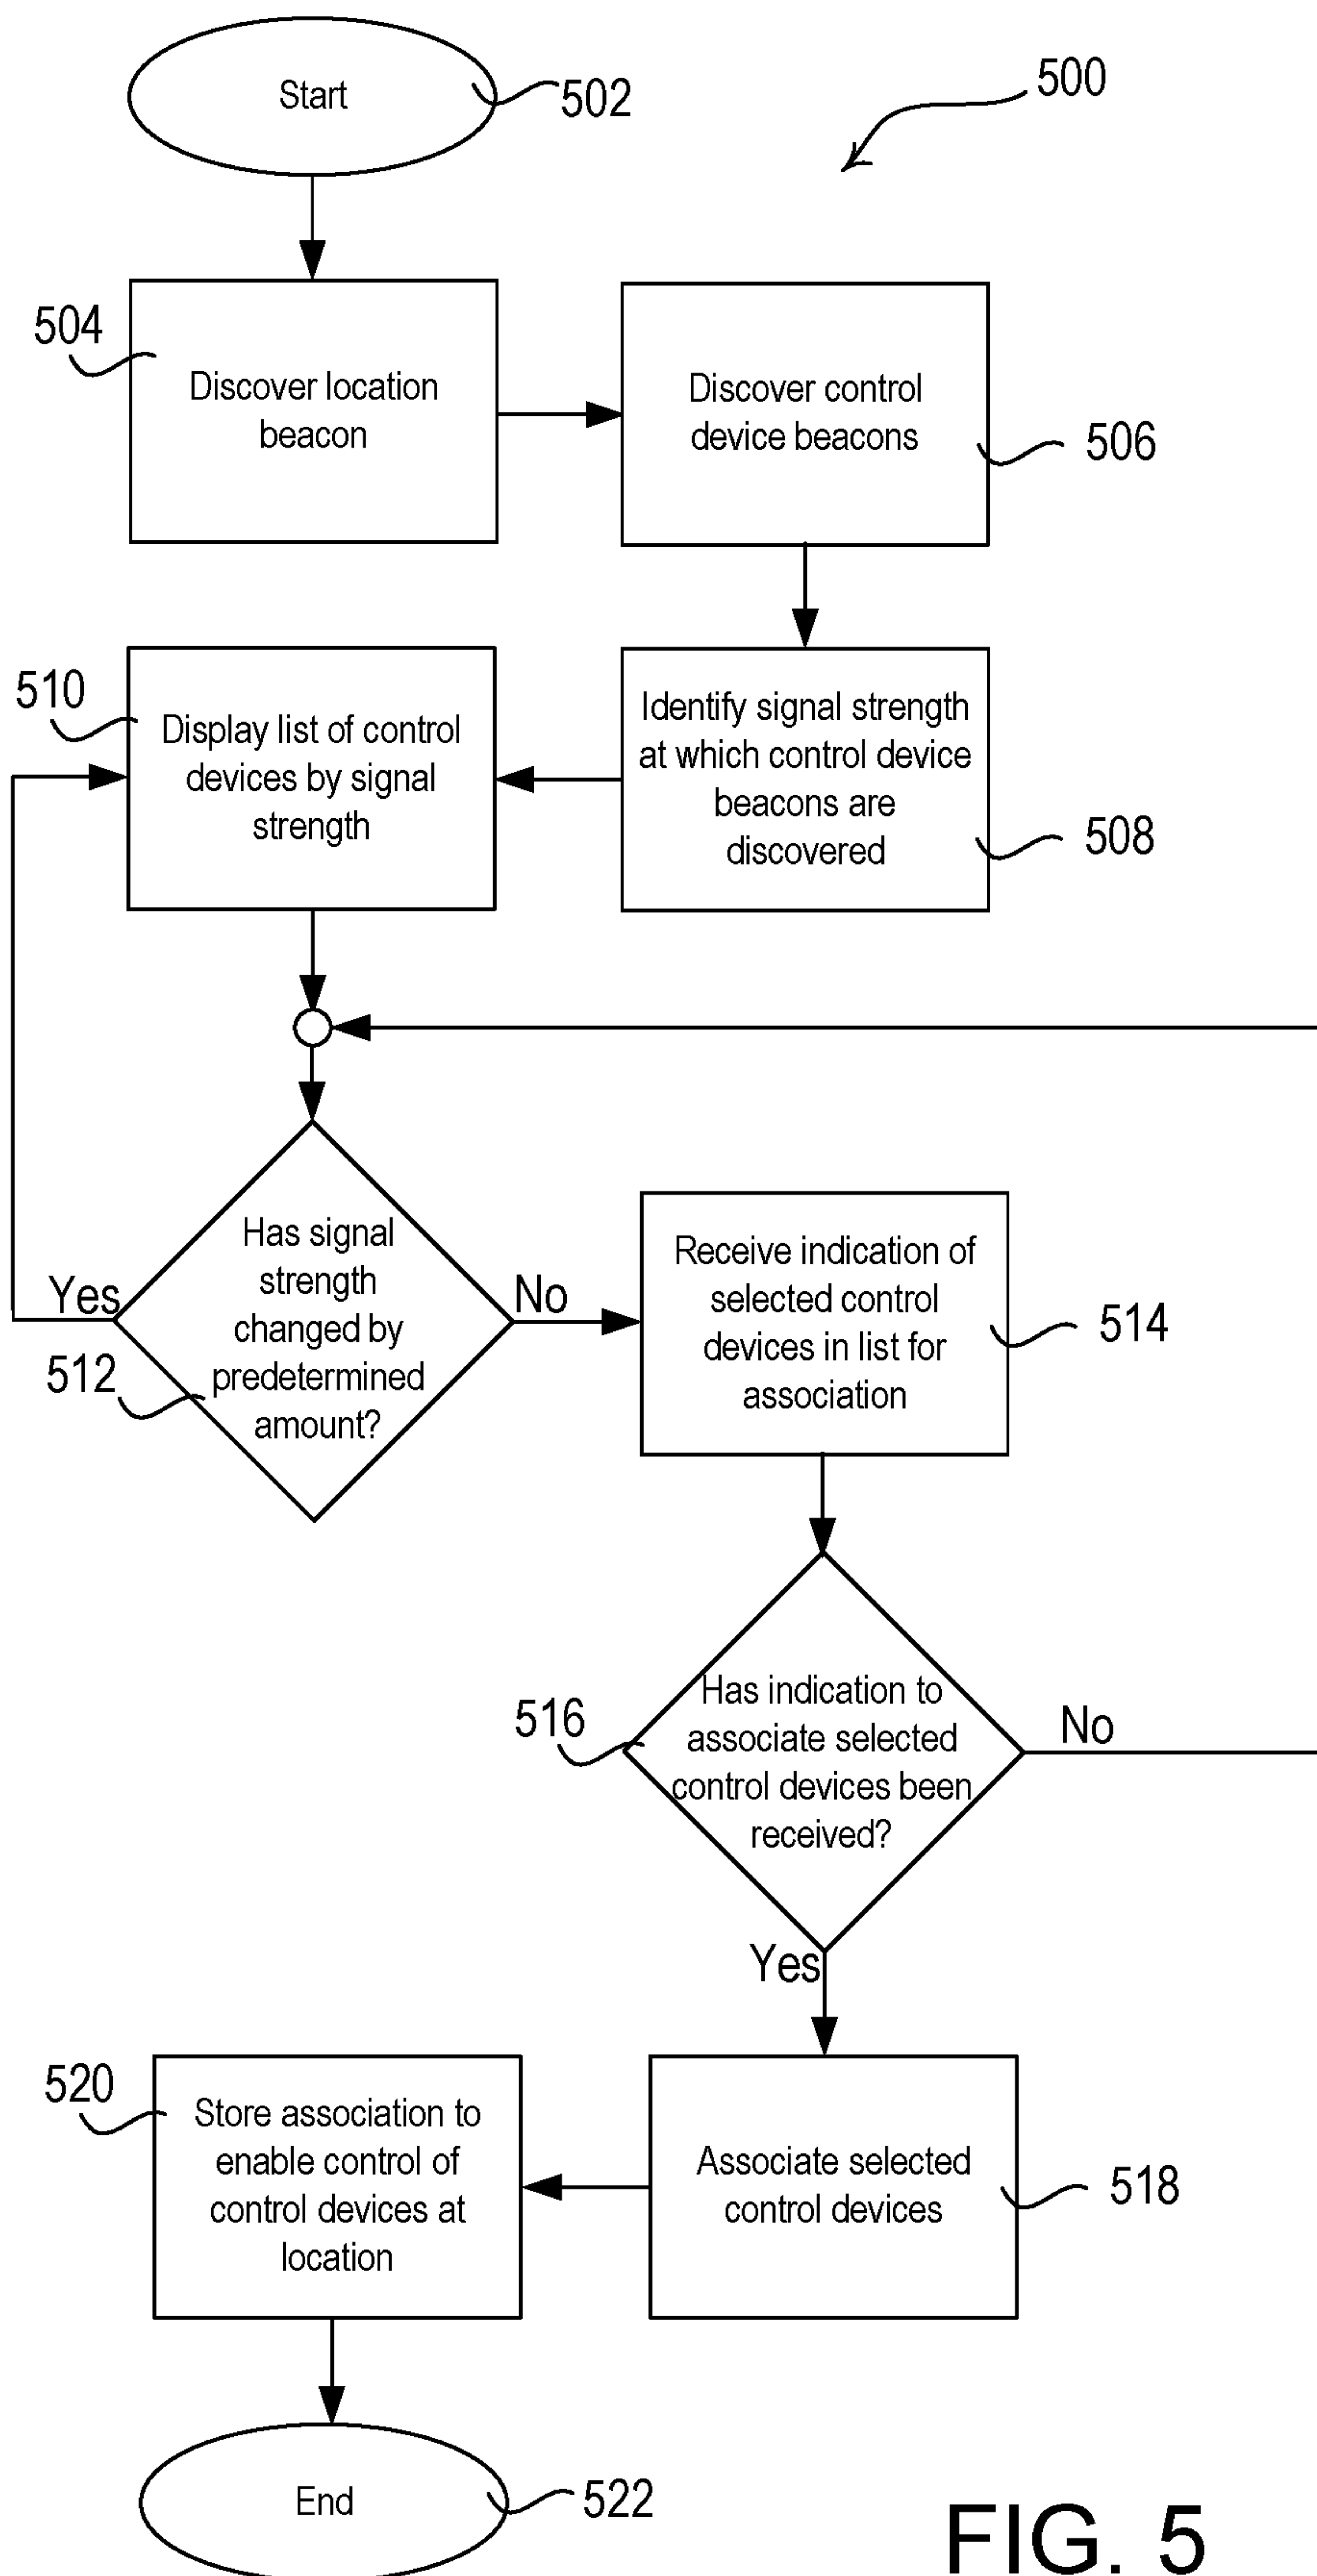 Start
502
500
504
Discover location
beacon
Discover control
device beacons
506
510
Display list of control
devices by signal
strength
Identify signal strength
at which control device
beacons are
discovered
508
Has signal
strength
changed by
predetermined
amount?
Yes
No
512
Receive indication of
selected control
devices in list for
association
514
516
Has indication to
associate selected
control devices been
received?
No
Yes
520
Store association to
enable control of
control devices at
location
Associate selected
control devices
518
End
522
FIG. 5